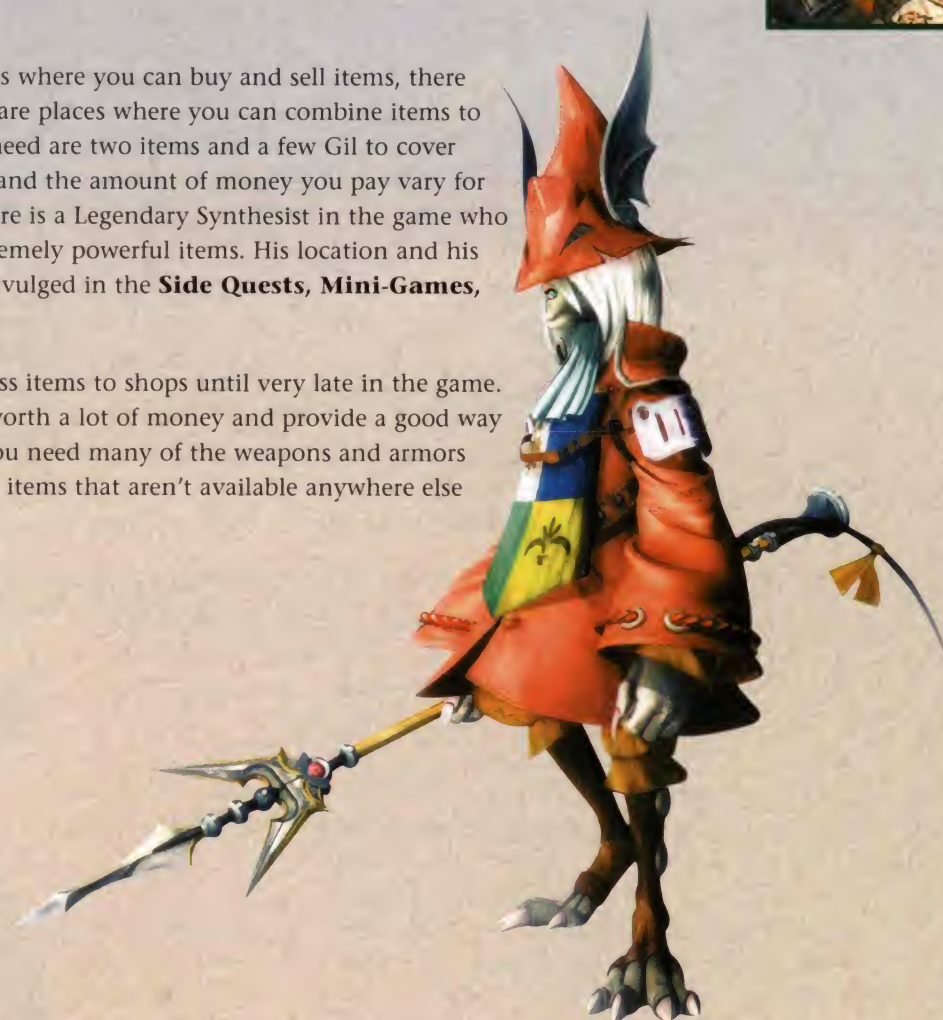 s where you can buy and sell items, there
are places where you can combine items to
need are two items and a few Gil to cover
and the amount of money you pay vary for
re is a Legendary Synthesist in the game who
emely powerful items. His location and his
vulged in the Side Quests, Mini-Games,
ss items to shops until very late in the game.
worth a lot of money and provide a good way
ou need many of the weapons and armors
items that aren't available anywhere else